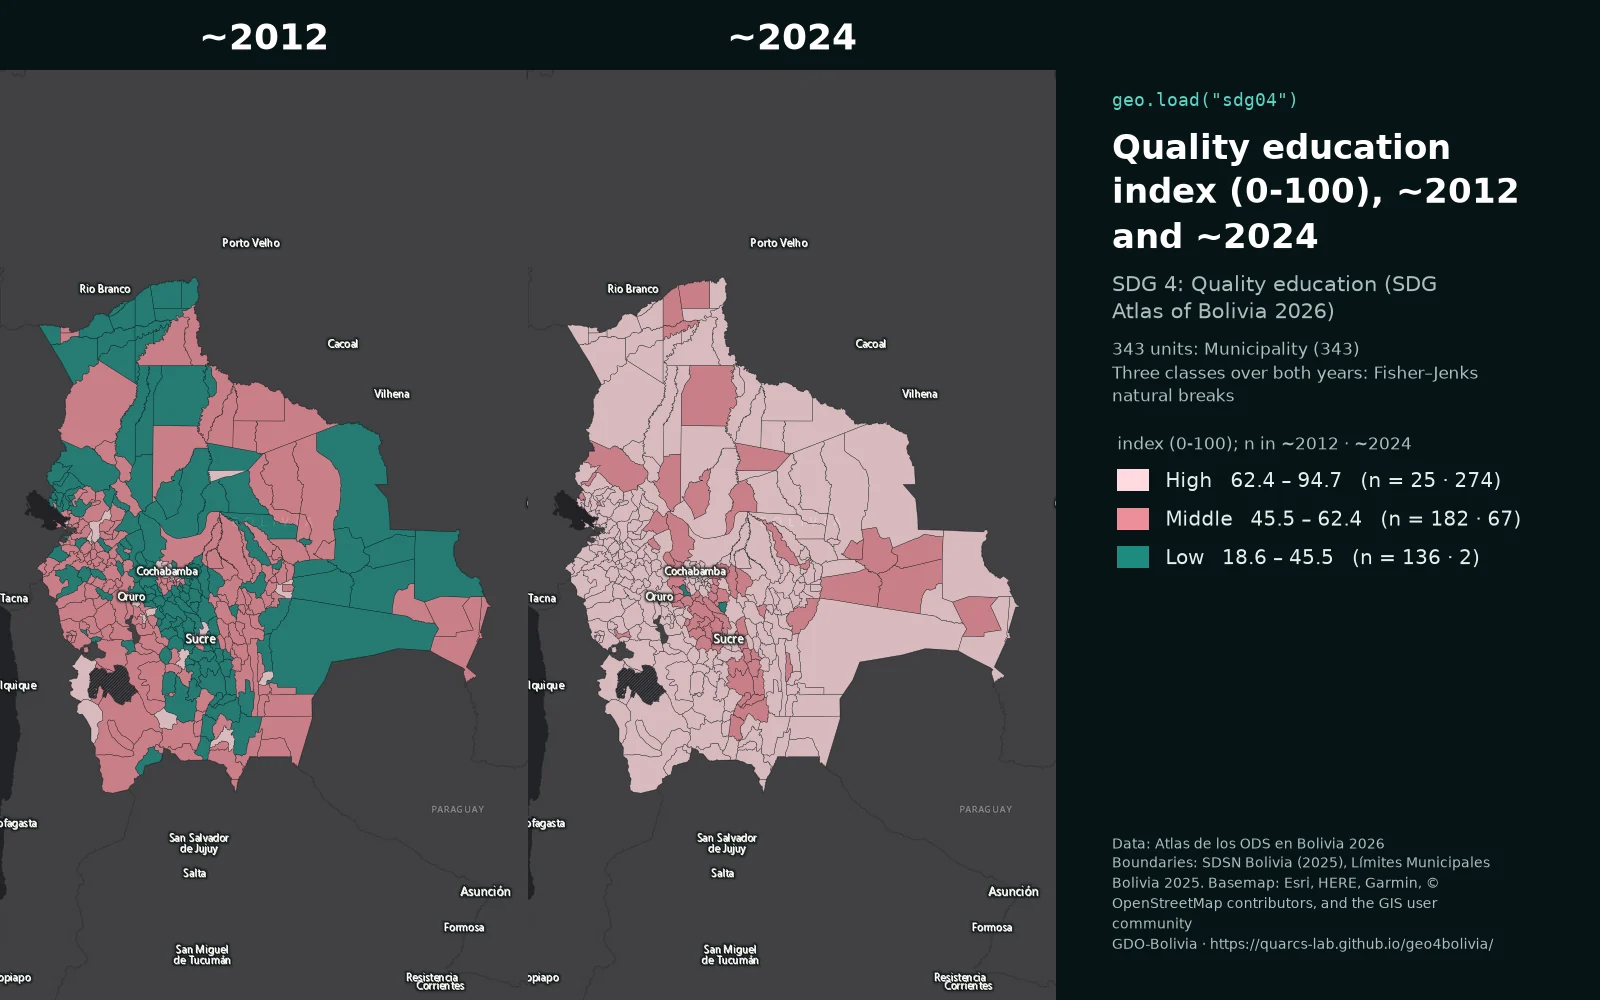 ~2012
~2024
Porto Velho
Rio Branco
Cacoal
Vilhena
Cochabamba
Tacna
Oruro
Sucre
Iquique
PARAGUAY
ofagasta
San Salvador
de Jujuy
Salta
Asunción
Formosa
San Miguel
de Tucumán
opiapo
Resistencia
Corrientes
Porto Velho
Rio Branco
Cacoal
Vilhena
Cochabamba
Tacna
Oruro
Sucre
Iquique
PARAGUAY
ofagasta
San Salvador
de Jujuy
Salta
Asunción
Formosa
San Miguel
de Tucumán
opiapo
Resistencia
Corrientes
geo.load("sdg04")
Quality education
index (0-100), ~2012
and ~2024
SDG 4: Quality education (SDG
Atlas of Bolivia 2026)
343 units: Municipality (343)
Three classes over both years: Fisher–Jenks
natural breaks
index (0-100); n in ~2012 · ~2024
High 62.4 – 94.7 (n = 25 · 274)
Middle 45.5 – 62.4 (n = 182 · 67)
Low 18.6 – 45.5 (n = 136 · 2)
Data: Atlas de los ODS en Bolivia 2026
Boundaries: SDSN Bolivia (2025), Límites Municipales
Bolivia 2025. Basemap: Esri, HERE, Garmin, ©
OpenStreetMap contributors, and the GIS user
community
GDO-Bolivia · https://quarcs-lab.github.io/geo4bolivia/